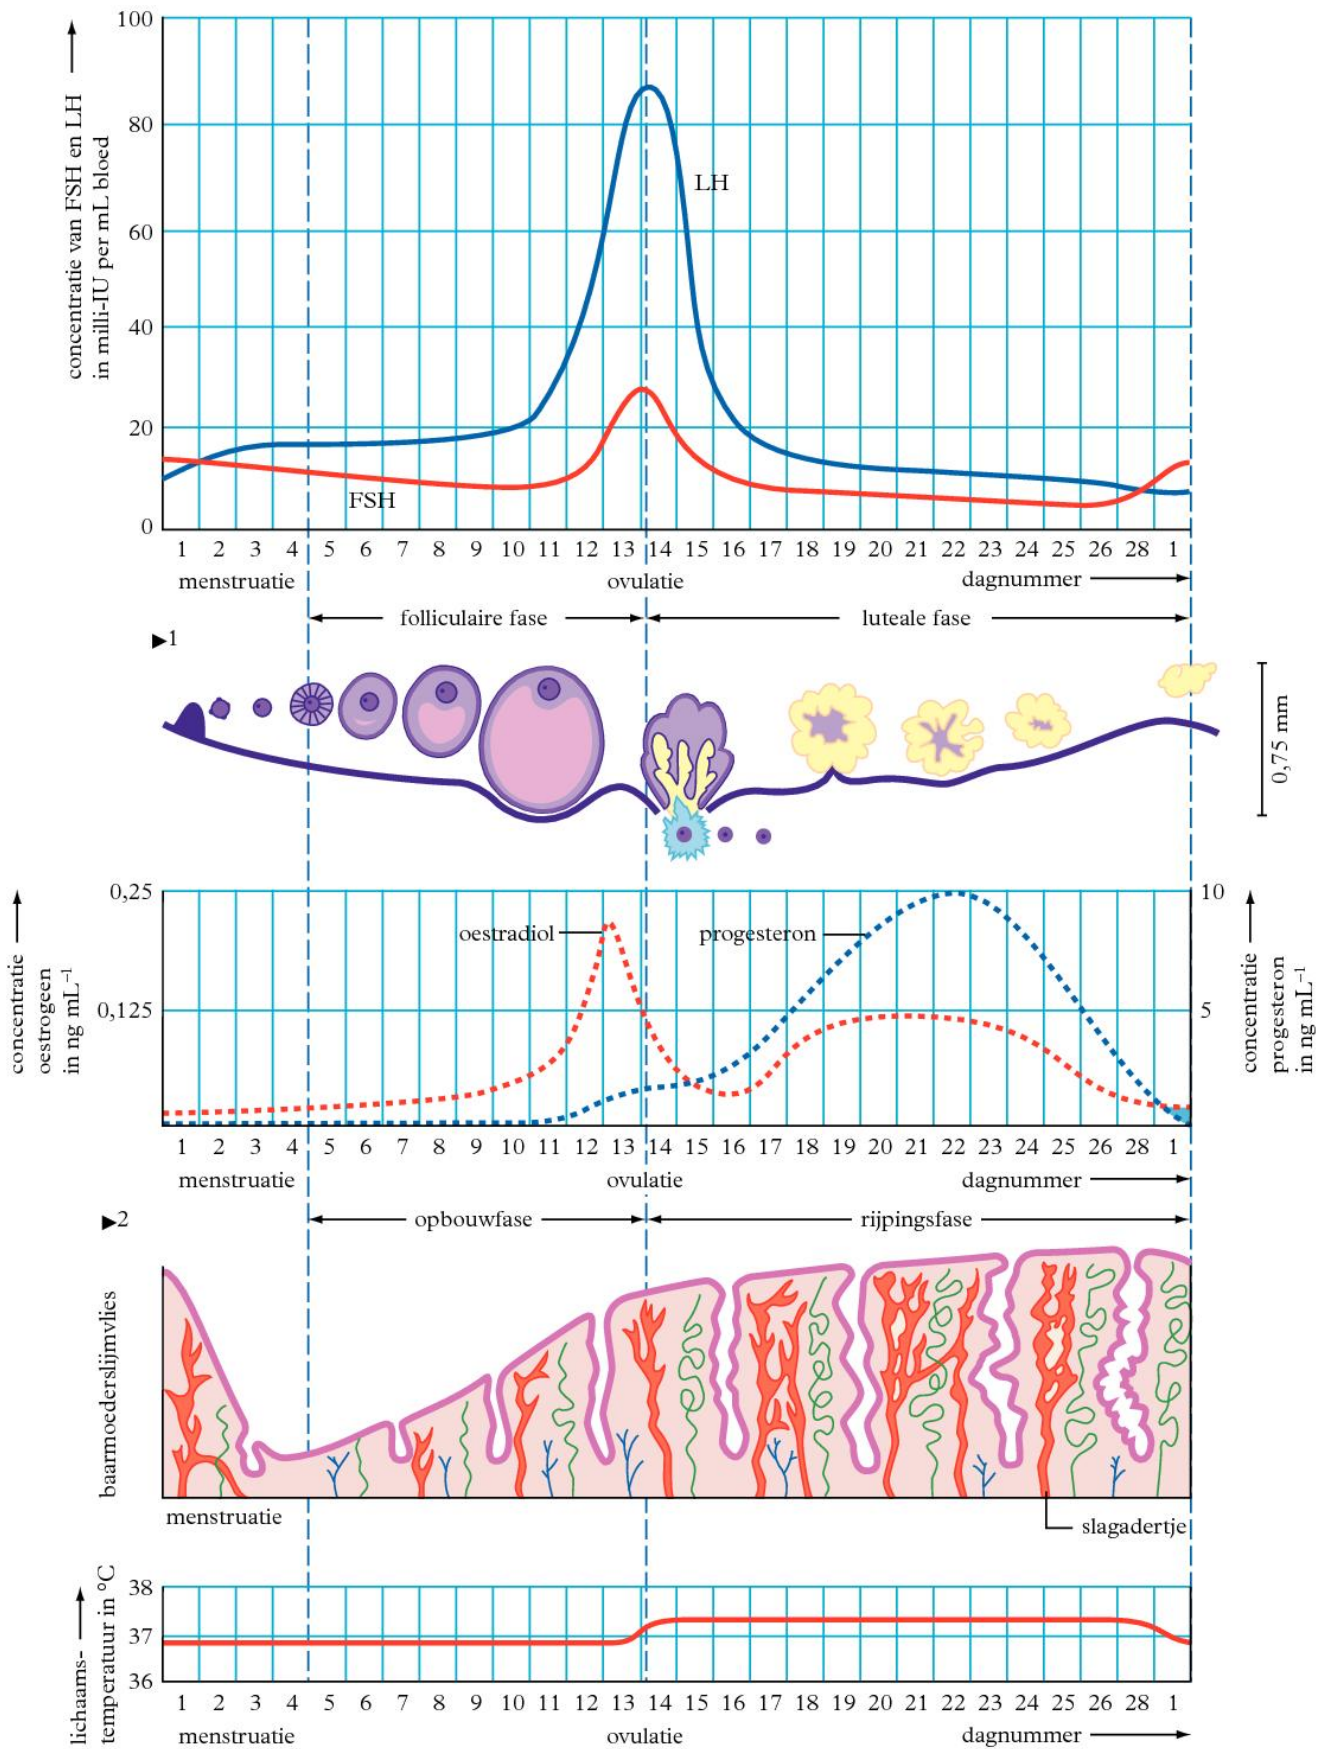 concentratie van FSH en LH
in milli-IU per mL bloed
100
80
60
40
20
0
LH
FSH
1 2 3 4 5 6 7 8 9 10 11 12 13 14 15 16 17 18 19 20 21 22 23 24 25 26 28 1
menstruatie ovulatie dagnummer
folliculaire fase luteale fase
►1
0,75 mm
concentratie
oestrogeen
in ng mL⁻¹
0,25
0,125
oestradiol
progesteron
10
5
concentratie
progesteron
in ng mL⁻¹
1 2 3 4 5 6 7 8 9 10 11 12 13 14 15 16 17 18 19 20 21 22 23 24 25 26 28 1
menstruatie ovulatie dagnummer
►2
opbouwfase rijpingsfase
baarmoederslijmvlies
menstruatie
slagadertje
lichaams-
temperatuur in °C
38
37
36
1 2 3 4 5 6 7 8 9 10 11 12 13 14 15 16 17 18 19 20 21 22 23 24 25 26 28 1
menstruatie ovulatie dagnummer